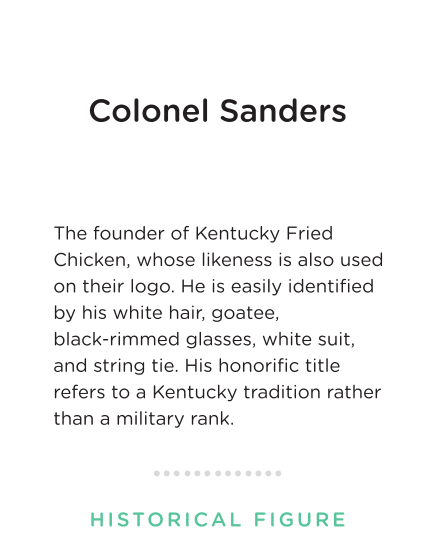 Colonel Sanders
The founder of Kentucky Fried
Chicken, whose likeness is also used
on their logo. He is easily identified
by his white hair, goatee,
black-rimmed glasses, white suit,
and string tie. His honorific title
refers to a Kentucky tradition rather
than a military rank.
HISTORICAL FIGURE